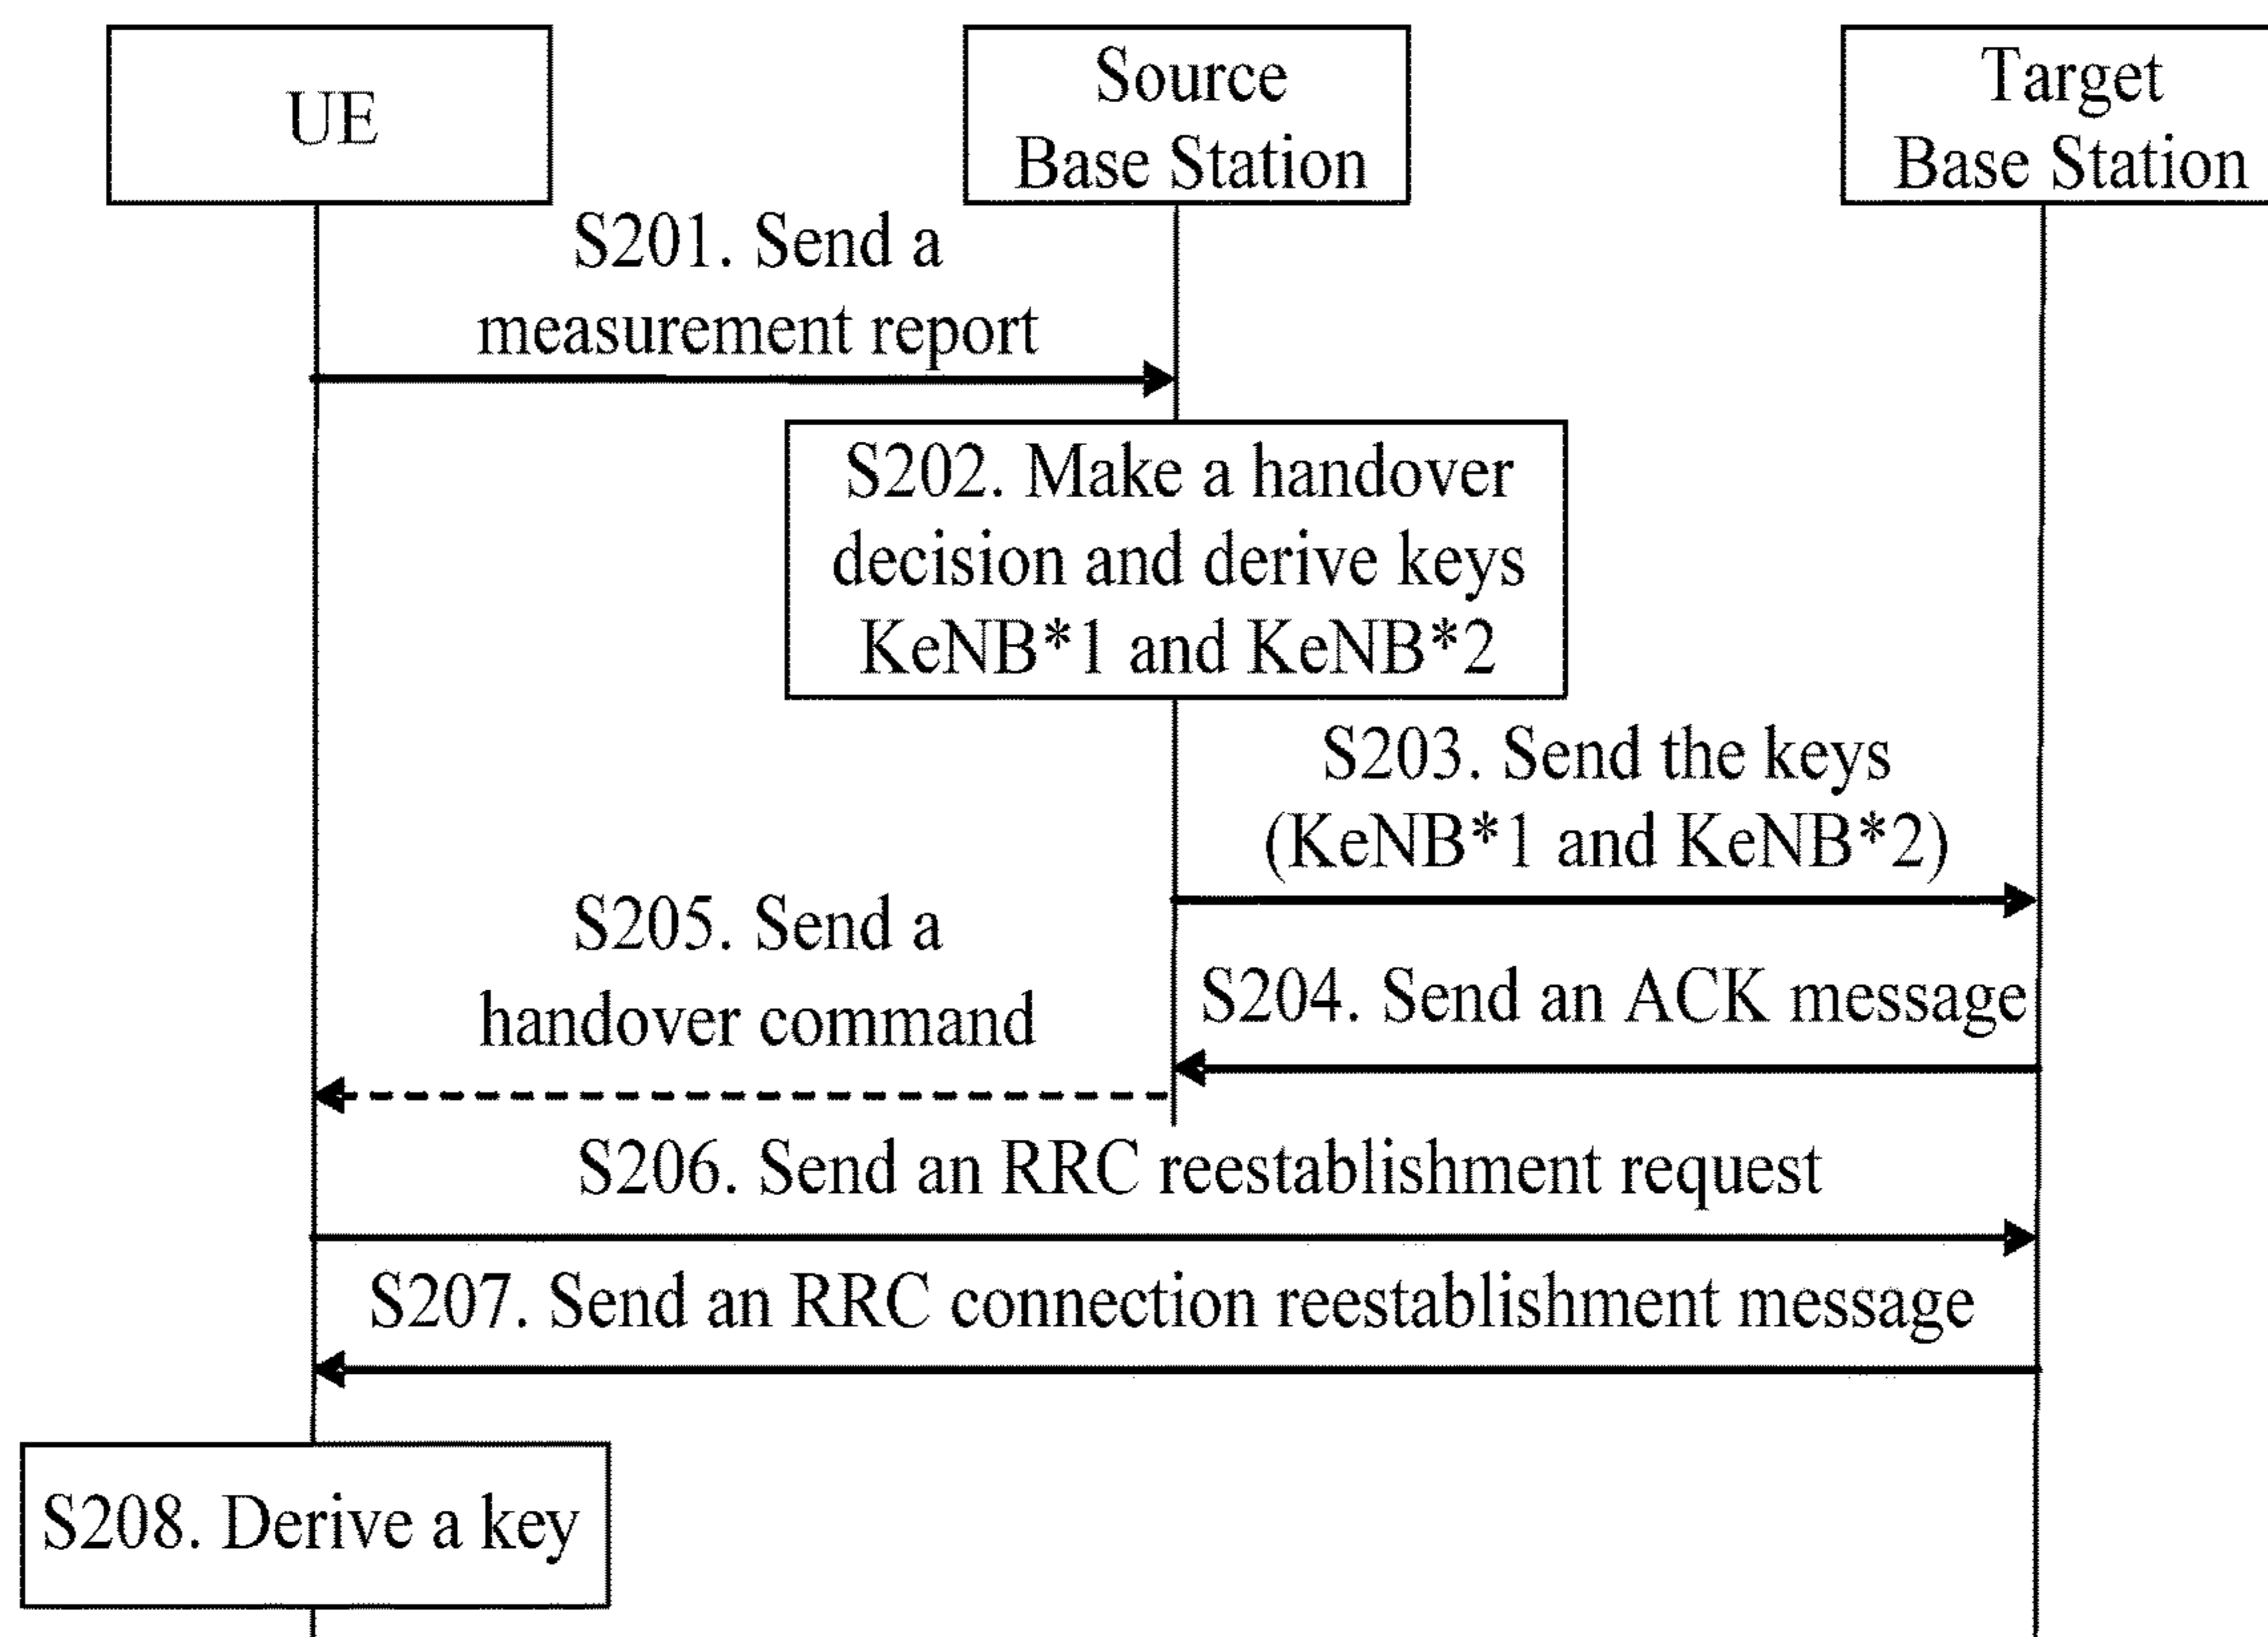 UE
Source
Base Station
Target
Base Station
S201. Send a
measurement report
S202. Make a handover
decision and derive keys
KeNB*1 and KeNB*2
S203. Send the keys
(KeNB*1 and KeNB*2)
S205. Send a
handover command
S204. Send an ACK message
S206. Send an RRC reestablishment request
S207. Send an RRC connection reestablishment message
S208. Derive a key